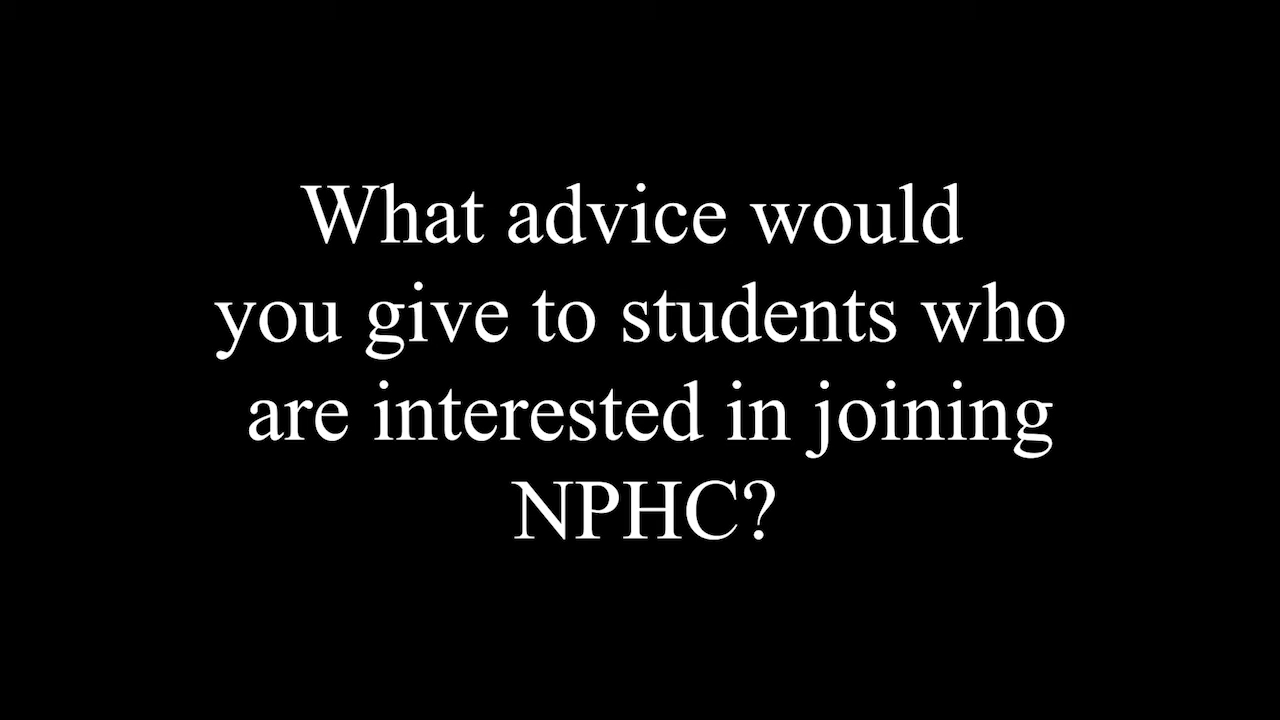 What advice would
you give to students who
are interested in joining
NPHC?